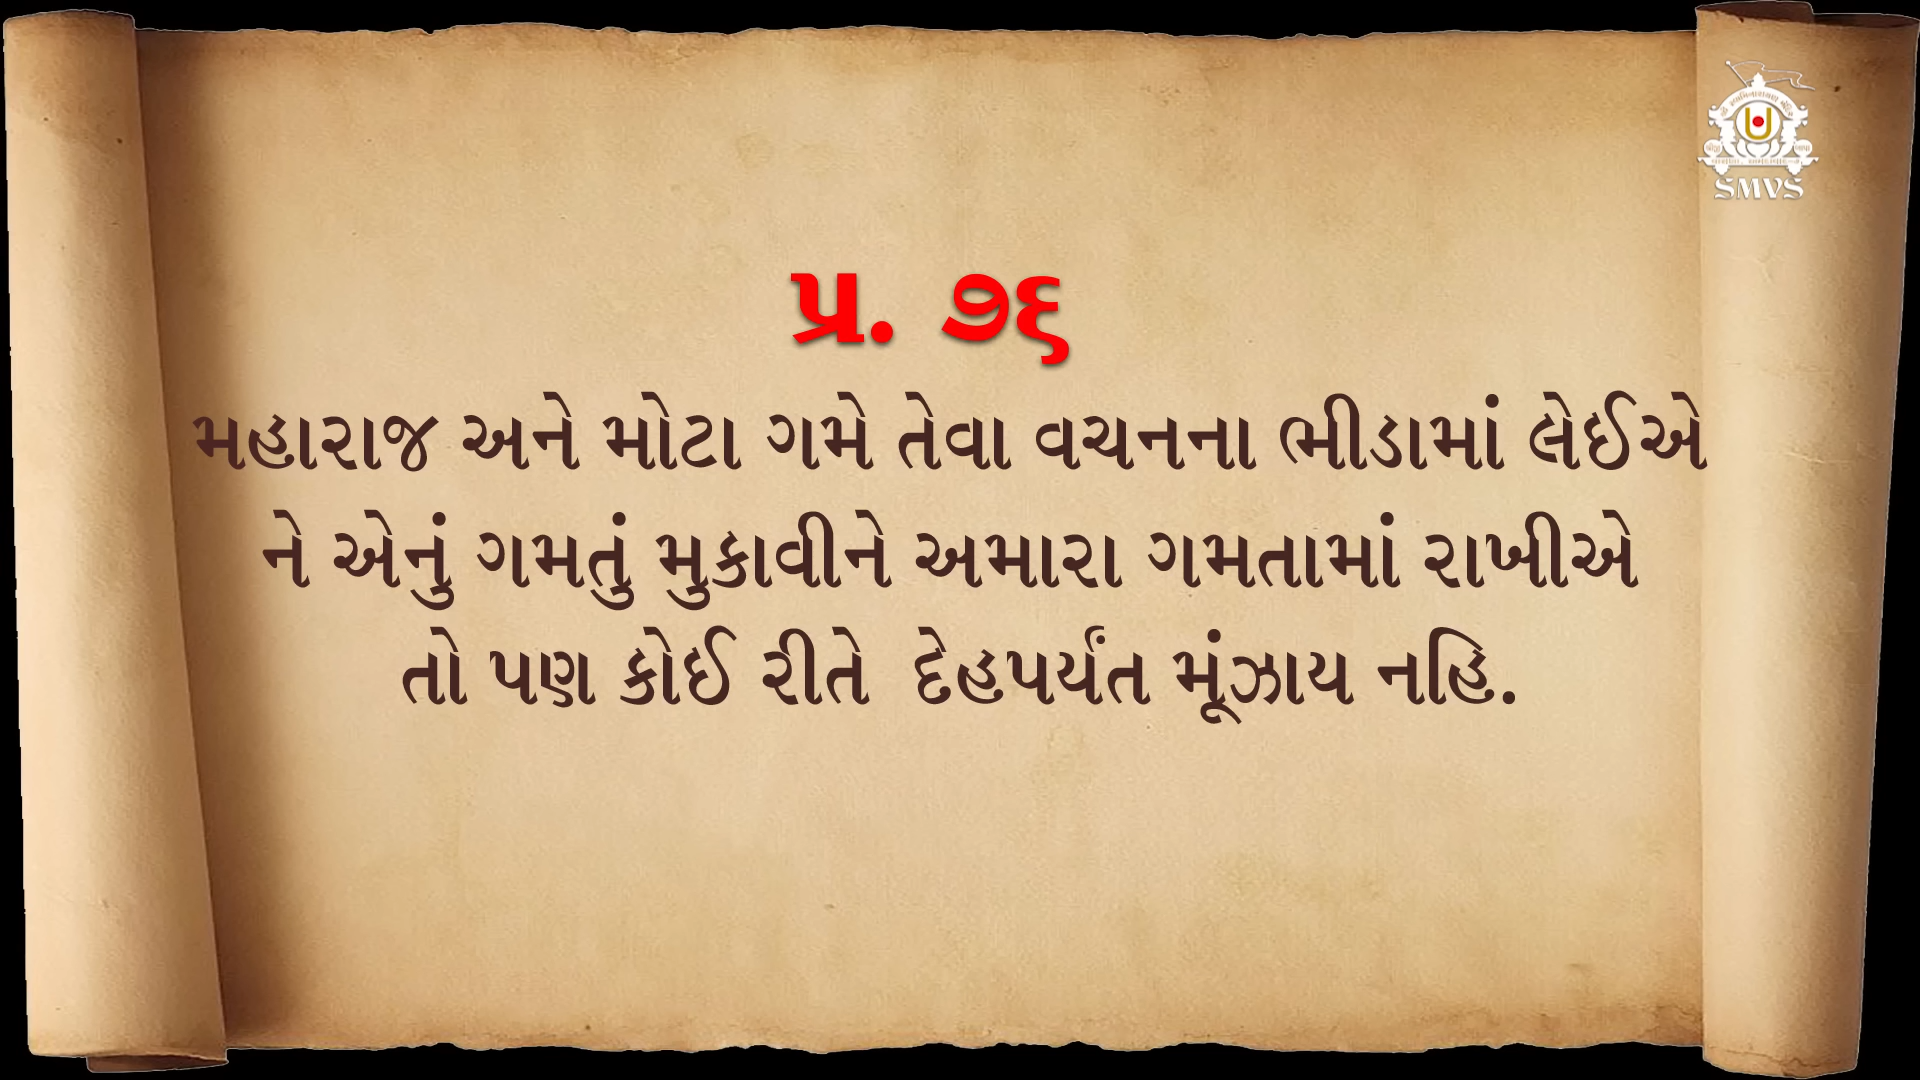 પ્ર. ૭૬
મહારાજ અને મોટા ગમે તેવા વચનના ભીડામાં લેઈએ
ને એનું ગમતું મુકાવીને અમારા ગમતામાં રાખીએ
તો પણ કોઈ રીતે દેહપર્યંત મૂંઝાય નહિ.
SMVS